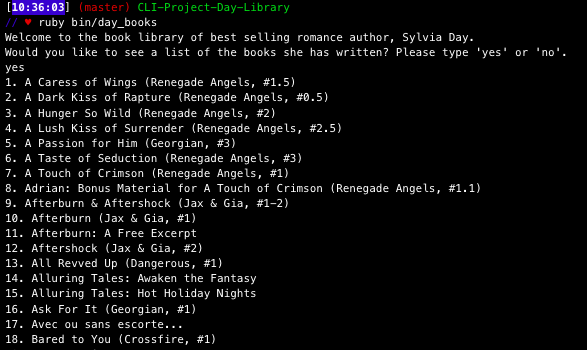 [10:36:03] (master) CLI-Project-Day-Library
// ♥ ruby bin/day_books
Welcome to the book library of best selling romance author, Sylvia Day.
Would you like to see a list of the books she has written? Please type 'yes' or 'no'.
yes
1. A Caress of Wings (Renegade Angels, #1.5)
2. A Dark Kiss of Rapture (Renegade Angels, #0.5)
3. A Hunger So Wild (Renegade Angels, #2)
4. A Lush Kiss of Surrender (Renegade Angels, #2.5)
5. A Passion for Him (Georgian, #3)
6. A Taste of Seduction (Renegade Angels, #3)
7. A Touch of Crimson (Renegade Angels, #1)
8. Adrian: Bonus Material for A Touch of Crimson (Renegade Angels, #1.1)
9. Afterburn & Aftershock (Jax & Gia, #1-2)
10. Afterburn (Jax & Gia, #1)
11. Afterburn: A Free Excerpt
12. Aftershock (Jax & Gia, #2)
13. All Revved Up (Dangerous, #1)
14. Alluring Tales: Awaken the Fantasy
15. Alluring Tales: Hot Holiday Nights
16. Ask For It (Georgian, #1)
17. Avec ou sans escorte...
18. Bared to You (Crossfire, #1)